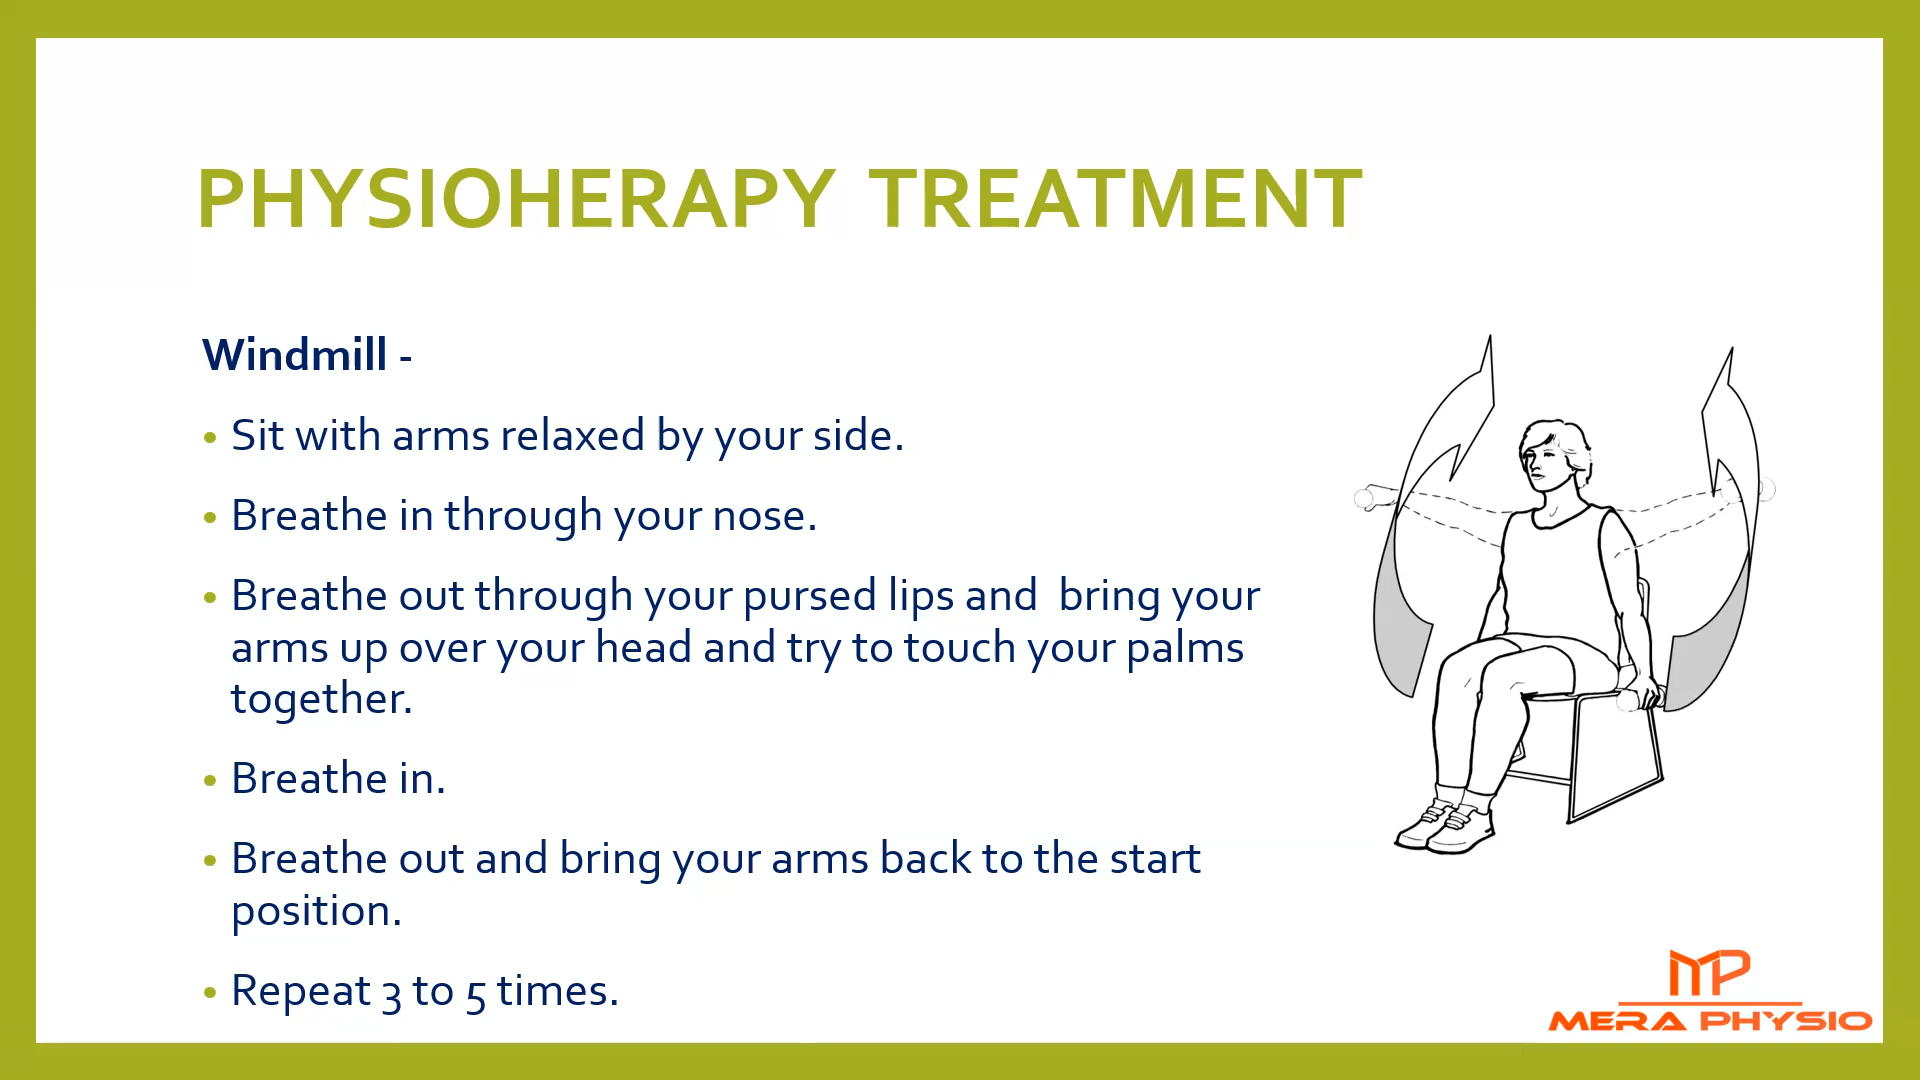 PHYSIOHERAPY TREATMENT
Windmill -
• Sit with arms relaxed by your side.
• Breathe in through your nose.
• Breathe out through your pursed lips and bring your
arms up over your head and try to touch your palms
together.
• Breathe in.
• Breathe out and bring your arms back to the start
position.
• Repeat 3 to 5 times.
MP
MERA PHYSIO